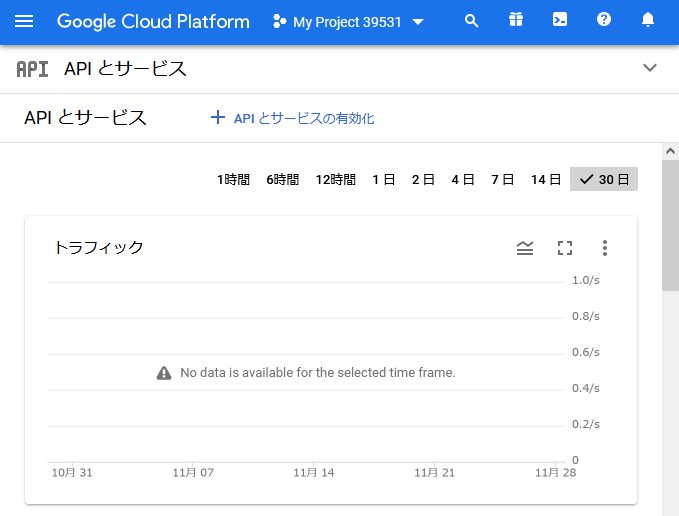 Google Cloud Platform My Project 39531
API API とサービス
API とサービス + API とサービスの有効化
1時間 6時間 12時間 1 日 2 日 4 日 7 日 14 日 30 日
トラフィック
1.0/s
0.8/s
0.6/s
No data is available for the selected time frame.
0.4/s
0.2/s
0
10月 31 11月 07 11月 14 11月 21 11月 28